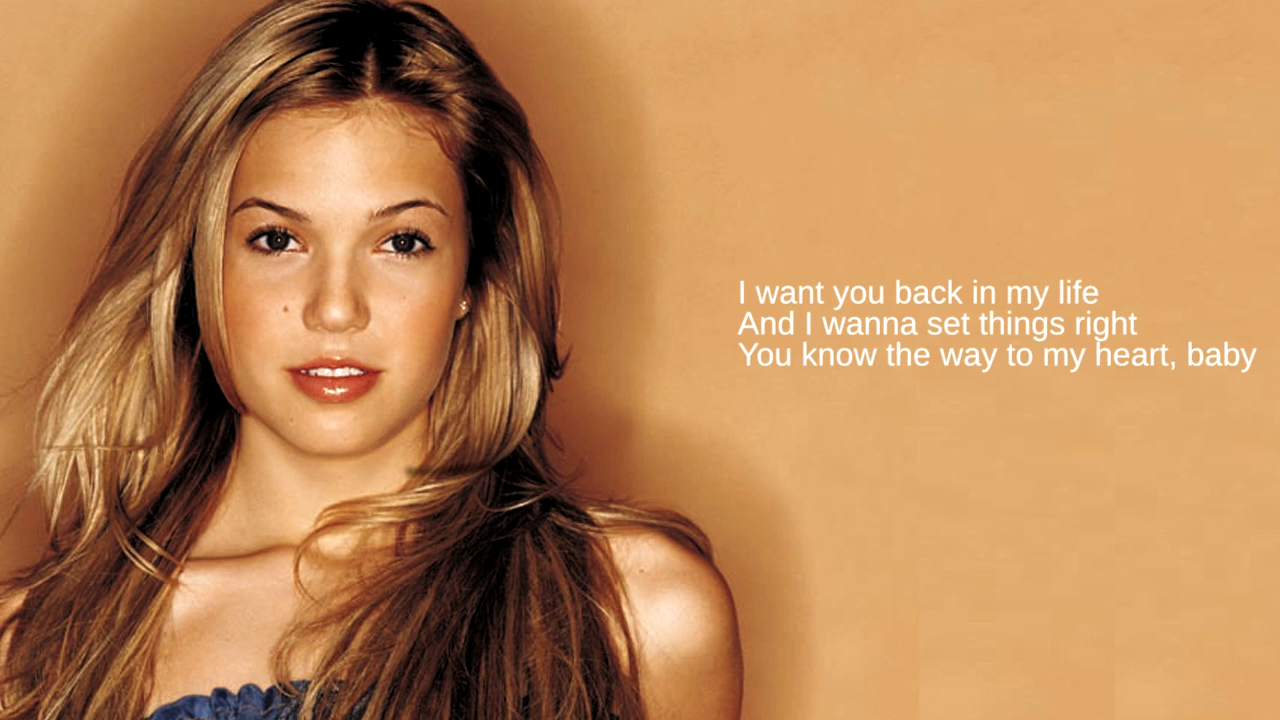 I want you back in my life
And I wanna set things right
You know the way to my heart, baby